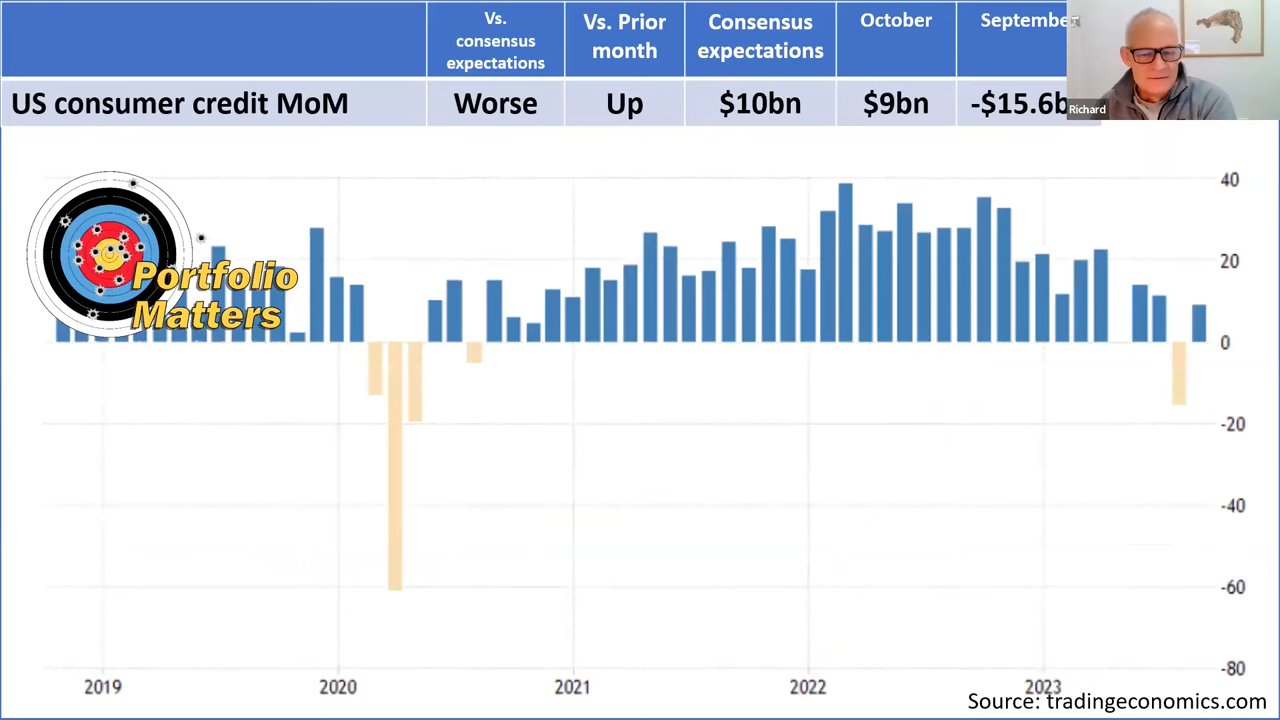 Vs.
consensus
expectations
Vs. Prior
month
Consensus
expectations
October
September
US consumer credit MoM
Worse
Up
$10bn
$9bn
-$15.6b
Richard
Portfolio
Matters
40
20
0
-20
-40
-60
-80
2019
2020
2021
2022
2023
Source: tradingeconomics.com